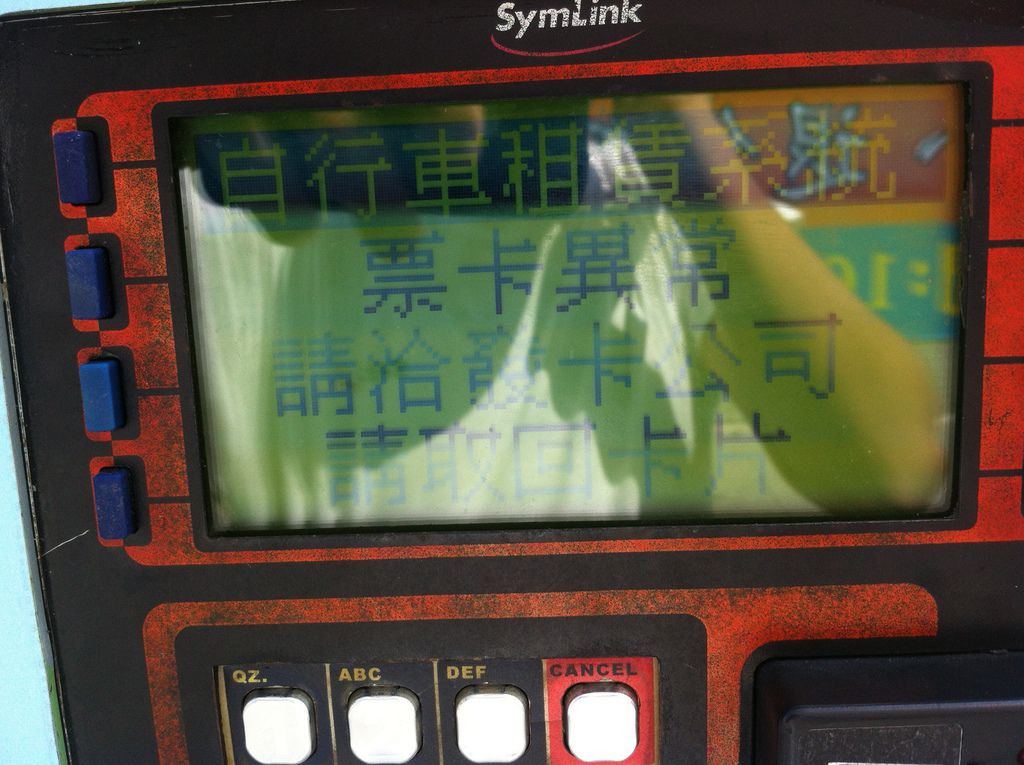 SymLink
自行車租賃系統
票卡異常
請洽發卡公司
請取回卡片
QZ. ABC DEF CANCEL